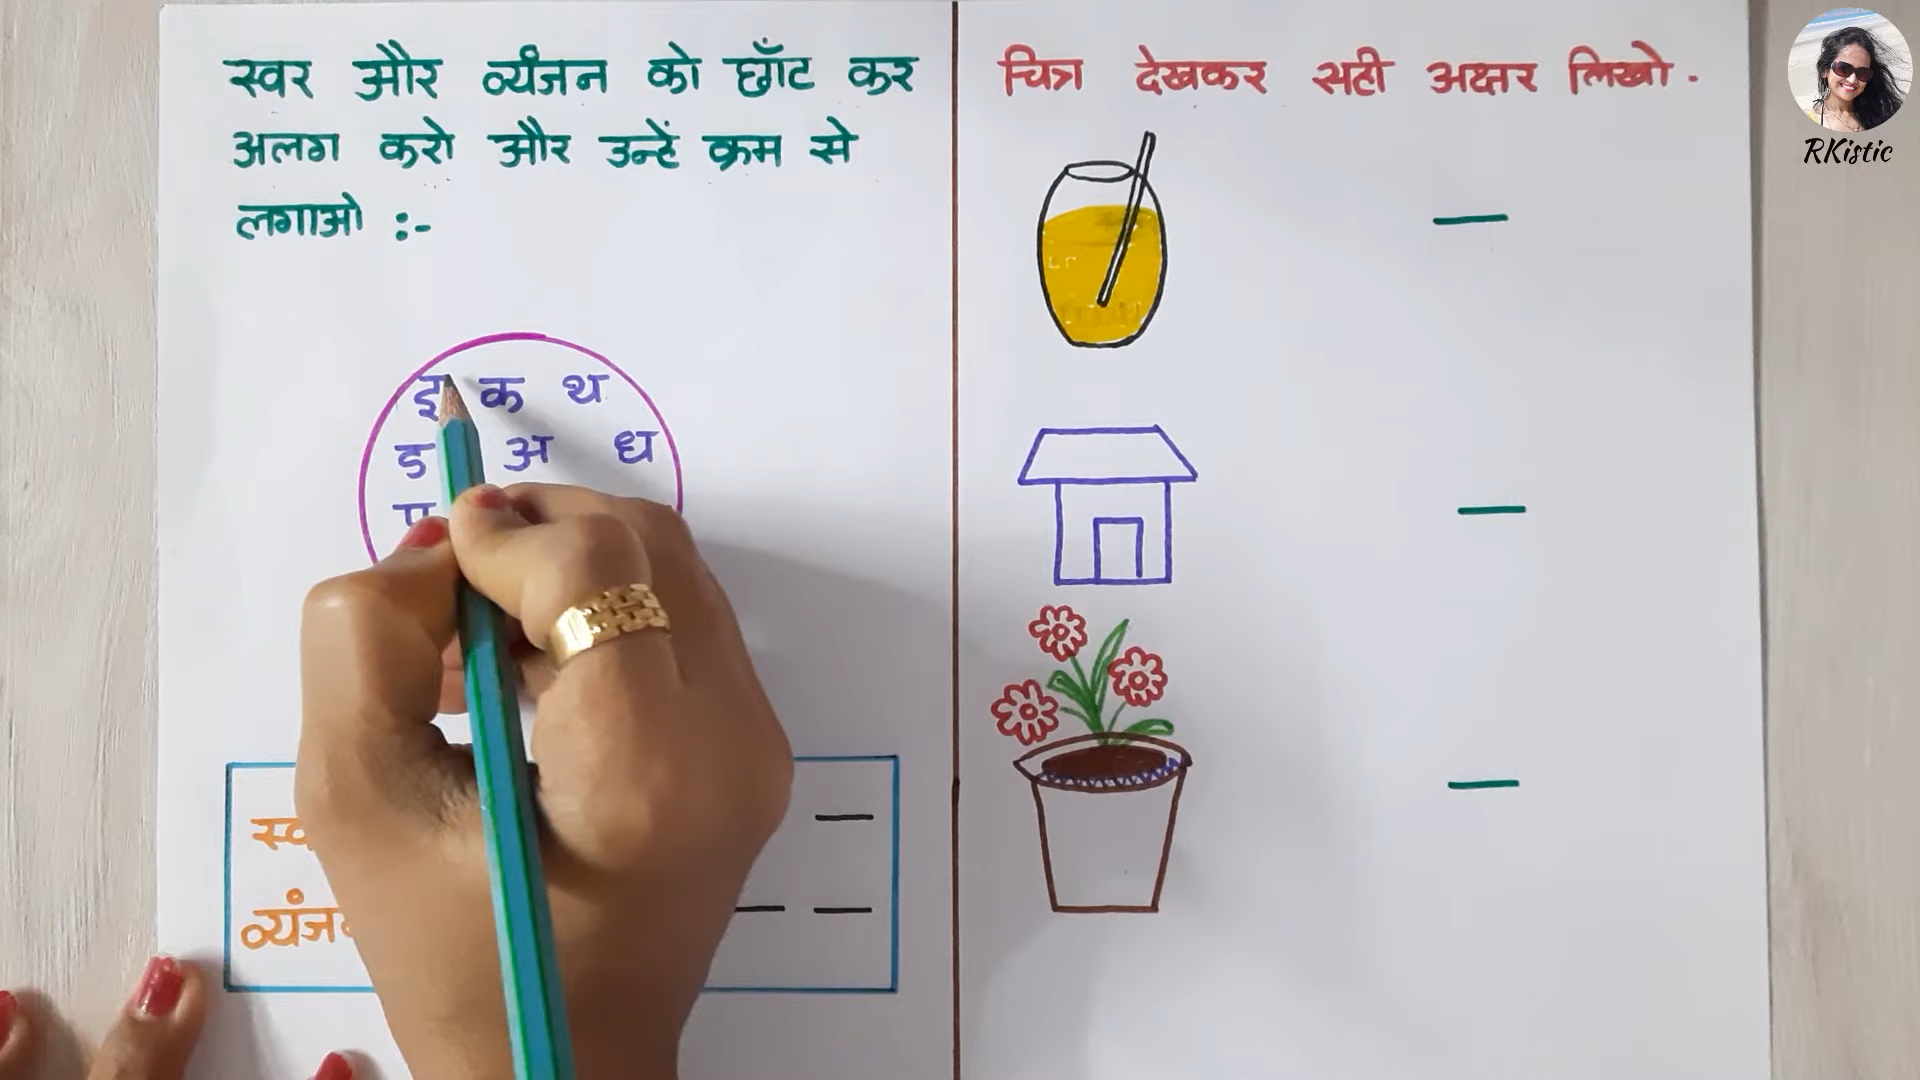 स्वर और व्यंजन को छाँट कर
अलग करो और उन्हें क्रम से
लगाओ :-
इ क थ
ड अ ध
प
चित्र देखकर सही अक्षर लिखो .
RKistic